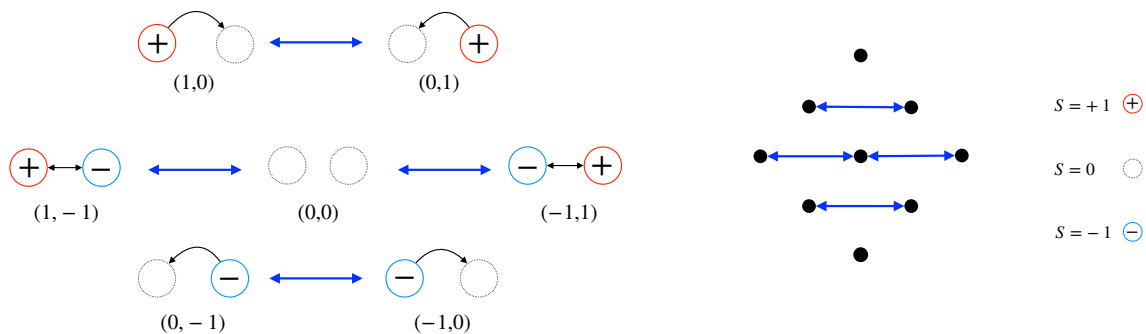 + +
(1,0) (0,1)
+ − − +
(1, − 1) (0,0) (−1,1)
− −
(0, − 1) (−1,0)
S = + 1 +
S = 0
S = − 1 −